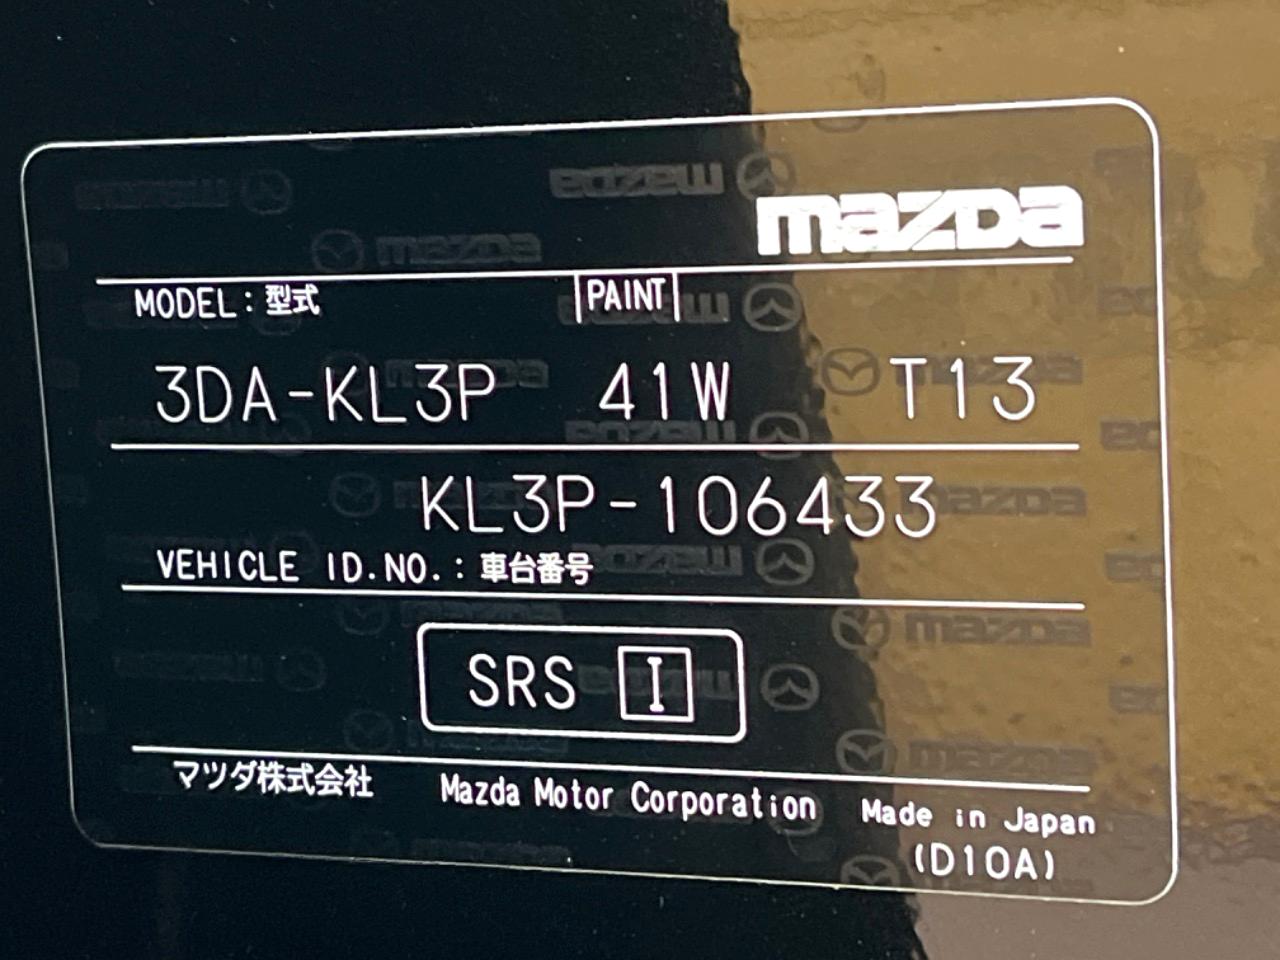 mazda
MODEL：型式 PAINT
3DA-KL3P 41W T13
KL3P-106433
VEHICLE ID.NO.：車台番号
SRS I
マツダ株式会社 Mazda Motor Corporation Made in Japan
(D10A)